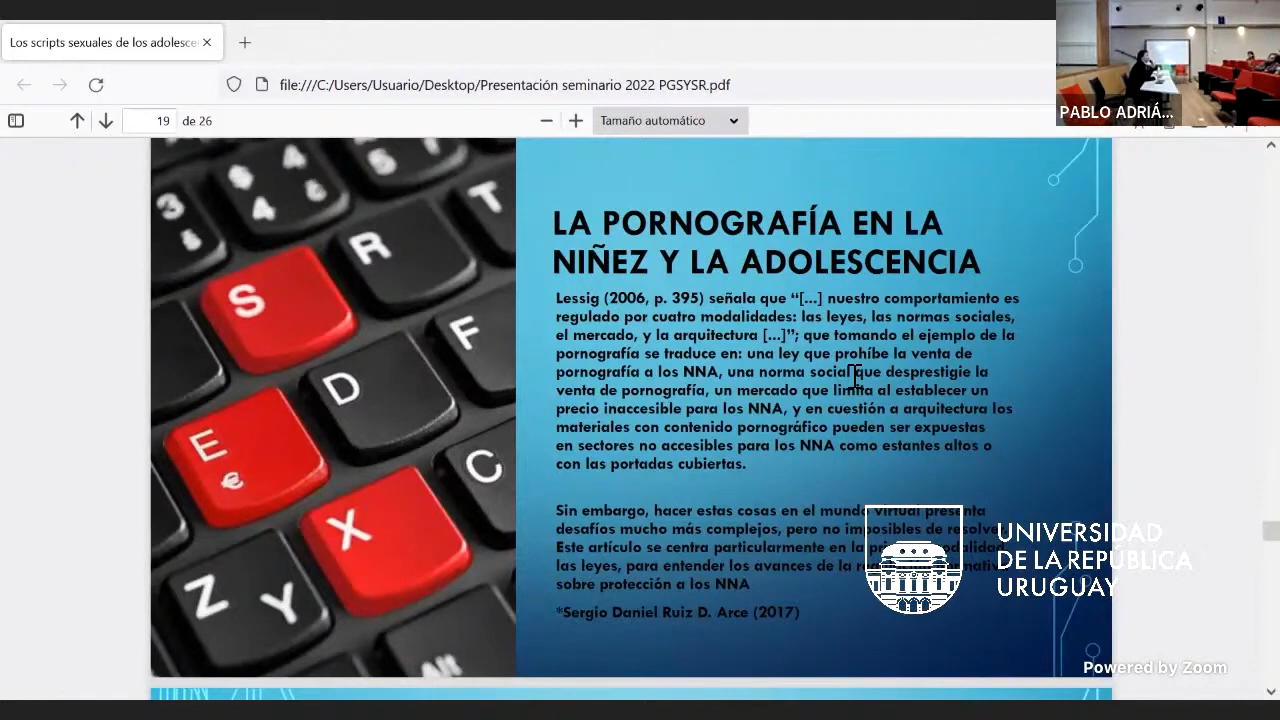 Los scripts sexuales de los adolesce
file:///C:/Users/Usuario/Desktop/Presentación seminario 2022 PGSYSR.pdf
PABLO ADRIÁ...
19 de 26
Tamaño automático
3
4
$
4
5
R
T
S
D
F
E
€
C
X
Z
Y
Alt
LA PORNOGRAFÍA EN LA
NIÑEZ Y LA ADOLESCENCIA
Lessig (2006, p. 395) señala que “[...] nuestro comportamiento es
regulado por cuatro modalidades: las leyes, las normas sociales,
el mercado, y la arquitectura [...]”; que tomando el ejemplo de la
pornografía se traduce en: una ley que prohíbe la venta de
pornografía a los NNA, una norma social que desprestigie la
venta de pornografía, un mercado que limita al establecer un
precio inaccesible para los NNA, y en cuestión a arquitectura los
materiales con contenido pornográfico pueden ser expuestas
en sectores no accesibles para los NNA como estantes altos o
con las portadas cubiertas.
Sin embargo, hacer estas cosas en el mundo virtual presenta
desafíos mucho más complejos, pero no imposibles de resolver.
Este artículo se centra particularmente en la modalidad,
las leyes, para entender los avances de la
sobre protección a los NNA
*Sergio Daniel Ruiz D. Arce (2017)
UNIVERSIDAD
DE LA REPÚBLICA
URUGUAY
Powered by Zoom